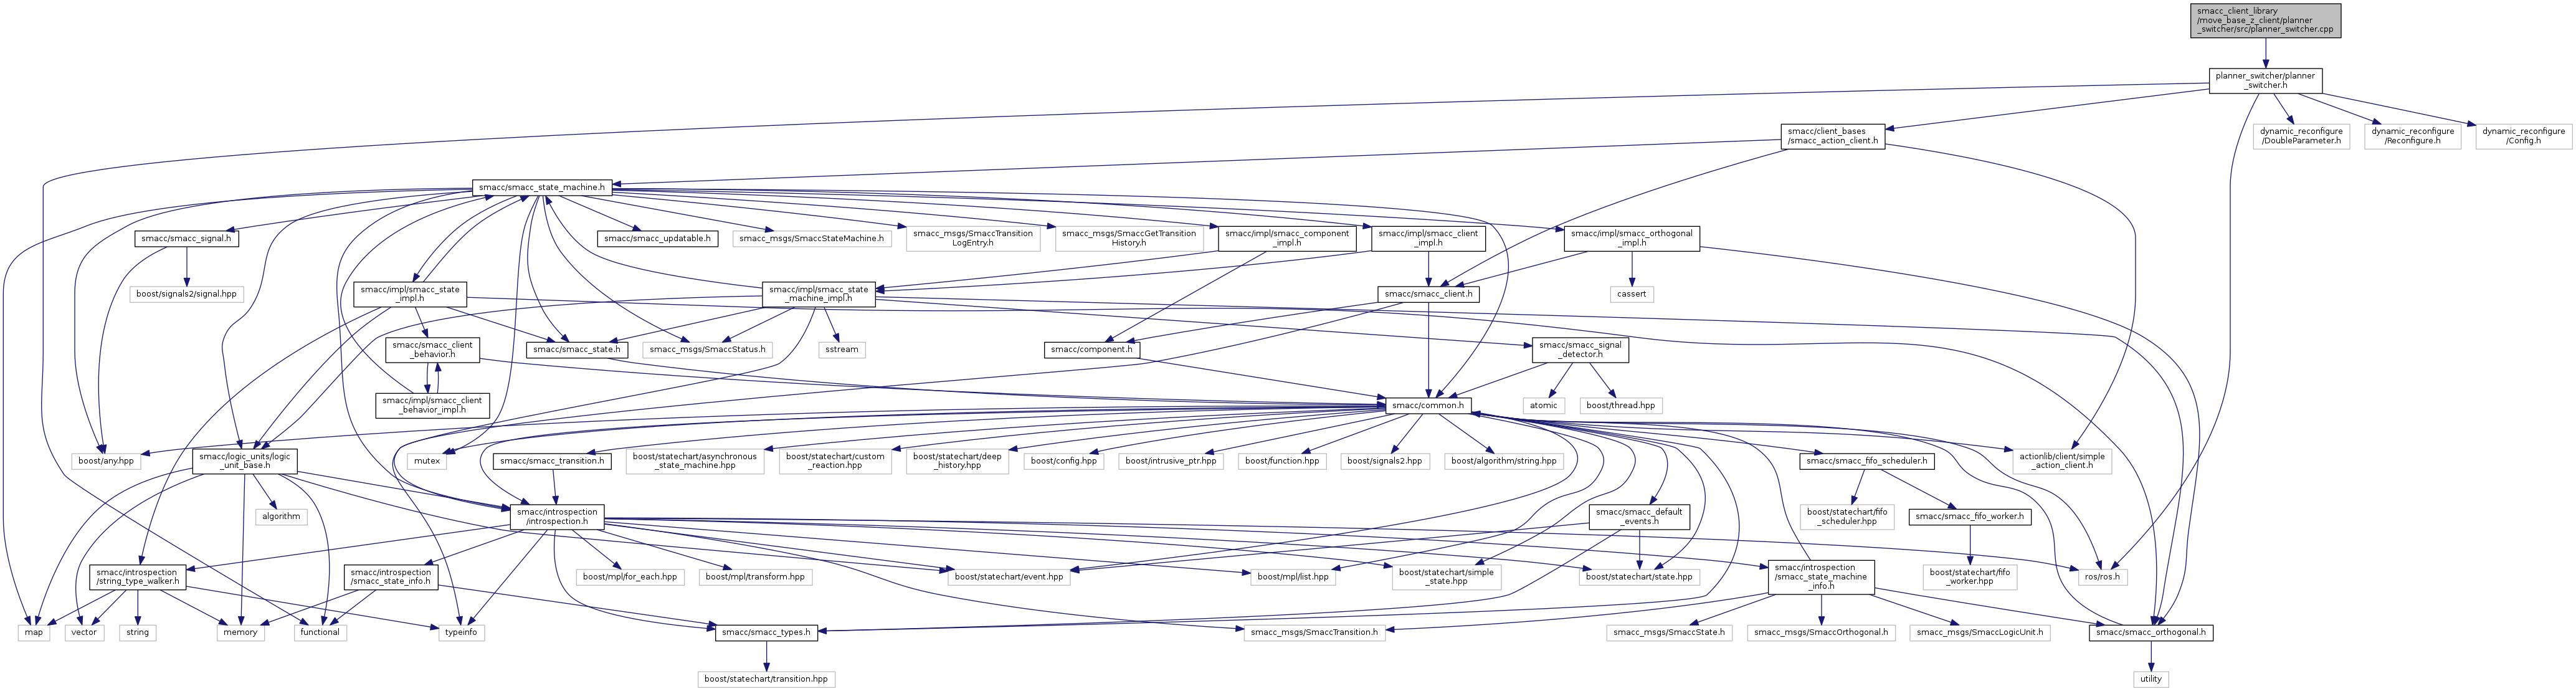 smacc_client_library
/move_base_z_client/planner
_switcher/src/planner_switcher.cpp
planner_switcher/planner
_switcher.h
smacc/client_bases
/smacc_action_client.h
dynamic_reconfigure
/DoubleParameter.h
dynamic_reconfigure
/Reconfigure.h
dynamic_reconfigure
/Config.h
smacc/smacc_state_machine.h
smacc/smacc_signal.h
smacc/smacc_updatable.h
smacc_msgs/SmaccStateMachine.h
smacc_msgs/SmaccTransition
LogEntry.h
smacc_msgs/SmaccGetTransition
History.h
smacc/impl/smacc_component
_impl.h
smacc/impl/smacc_client
_impl.h
smacc/impl/smacc_orthogonal
_impl.h
boost/signals2/signal.hpp
smacc/impl/smacc_state
_impl.h
smacc/impl/smacc_state
_machine_impl.h
smacc/smacc_client.h
cassert
smacc/smacc_client
_behavior.h
smacc/smacc_state.h
smacc_msgs/SmaccStatus.h
sstream
smacc/component.h
smacc/smacc_signal
_detector.h
smacc/impl/smacc_client
_behavior_impl.h
smacc/common.h
atomic
boost/thread.hpp
boost/any.hpp
smacc/logic_units/logic
_unit_base.h
mutex
smacc/smacc_transition.h
boost/statechart/asynchronous
_state_machine.hpp
boost/statechart/custom
_reaction.hpp
boost/statechart/deep
_history.hpp
boost/config.hpp
boost/intrusive_ptr.hpp
boost/function.hpp
boost/signals2.hpp
boost/algorithm/string.hpp
smacc/smacc_fifo_scheduler.h
actionlib/client/simple
_action_client.h
algorithm
smacc/introspection
/introspection.h
smacc/smacc_default
_events.h
boost/statechart/fifo
_scheduler.hpp
smacc/smacc_fifo_worker.h
smacc/introspection
/string_type_walker.h
smacc/introspection
/smacc_state_info.h
boost/mpl/for_each.hpp
boost/mpl/transform.hpp
boost/statechart/event.hpp
boost/mpl/list.hpp
boost/statechart/simple
_state.hpp
boost/statechart/state.hpp
smacc/introspection
/smacc_state_machine
_info.h
boost/statechart/fifo
_worker.hpp
ros/ros.h
map
vector
string
memory
functional
typeinfo
smacc/smacc_types.h
smacc_msgs/SmaccTransition.h
smacc_msgs/SmaccState.h
smacc_msgs/SmaccOrthogonal.h
smacc_msgs/SmaccLogicUnit.h
smacc/smacc_orthogonal.h
boost/statechart/transition.hpp
utility